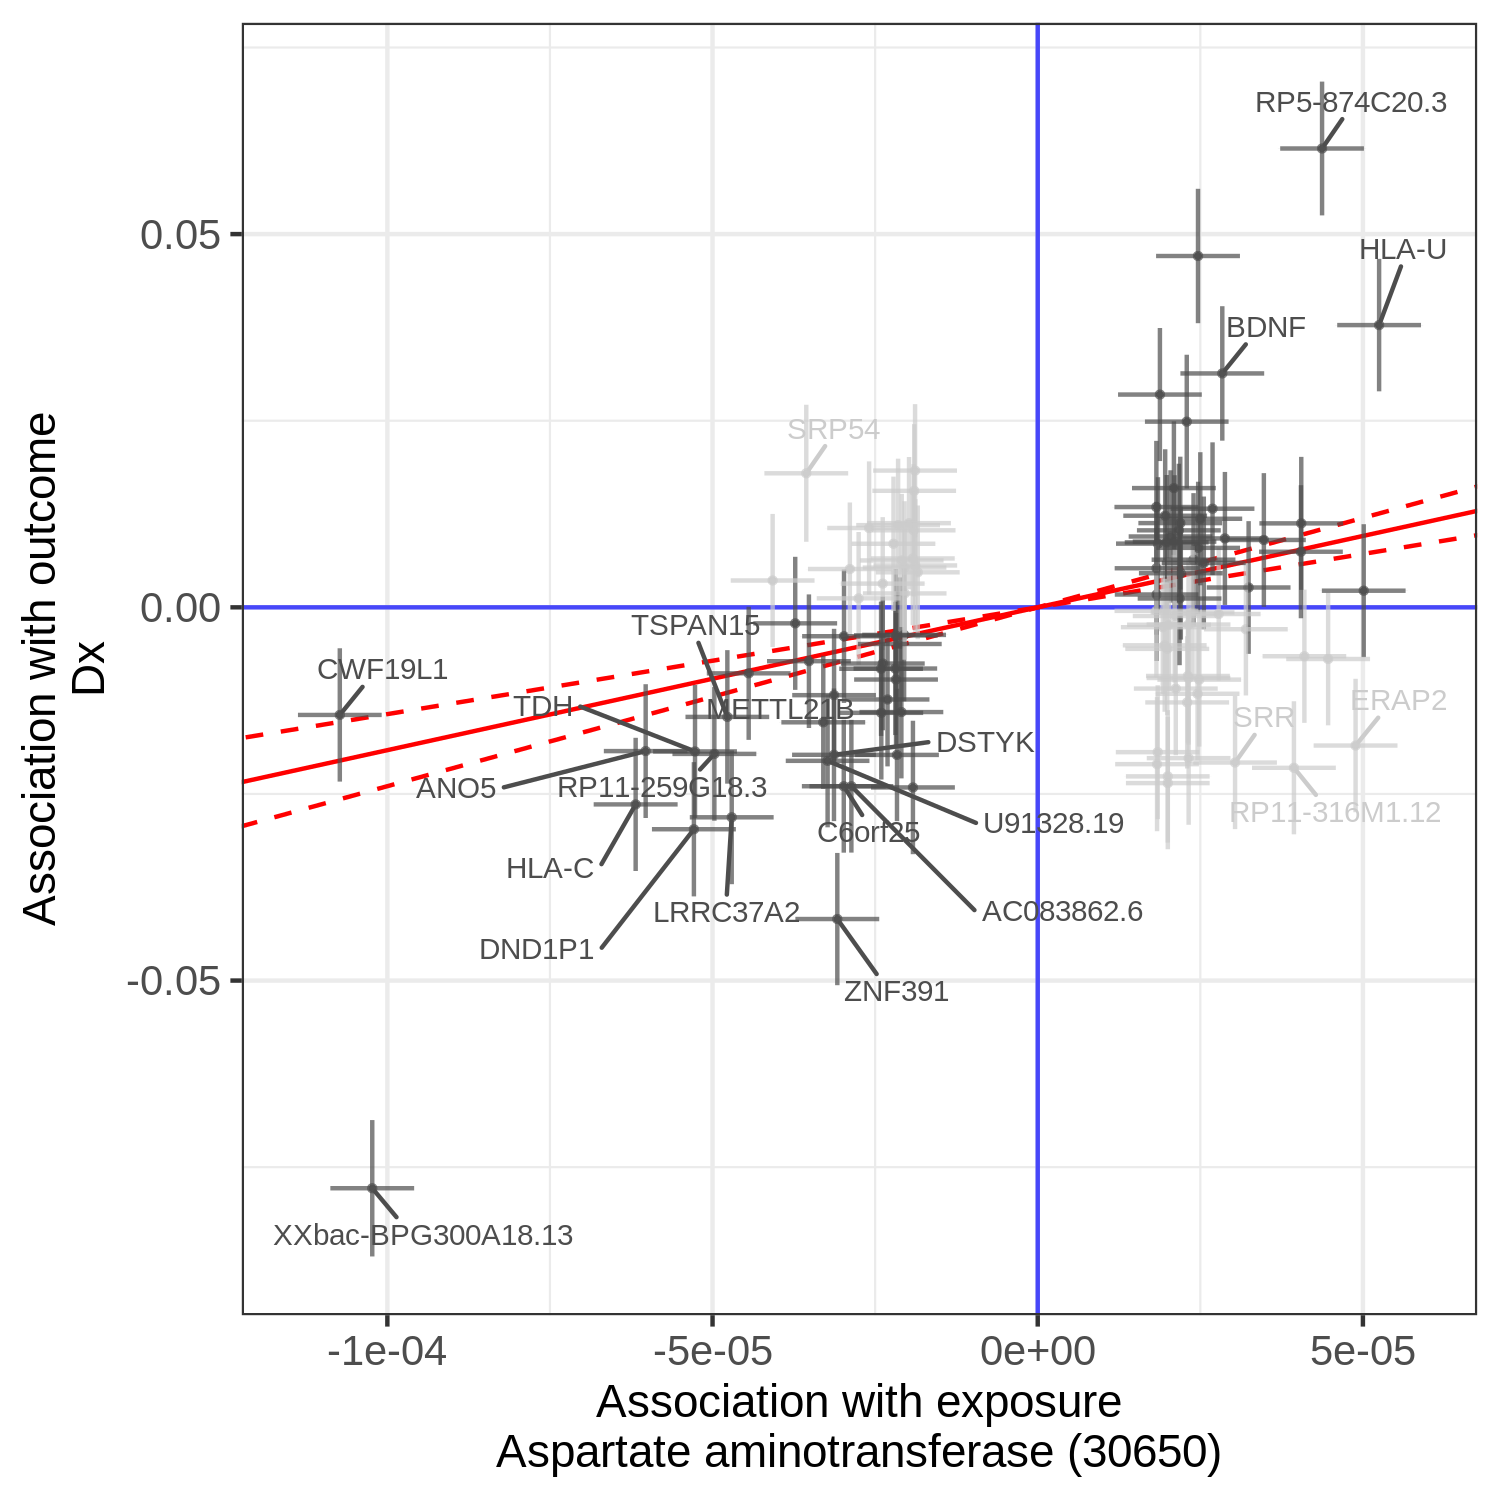 RP5-874C20.3
0.05
HLA-U
BDNF
SRP54
0.00
TSPAN15
CWF19L1
ERAP2
TDH
METTL21B
SRR
DSTYK
ANO5
RP11-259G18.3
RP11-316M1.12
C6orf25
U91328.19
HLA-C
LRRC37A2
AC083862.6
DND1P1
-0.05
ZNF391
XXbac-BPG300A18.13
-1e-04
-5e-05
0e+00
5e-05
Association with exposure
Aspartate aminotransferase (30650)
Association with outcome
Dx